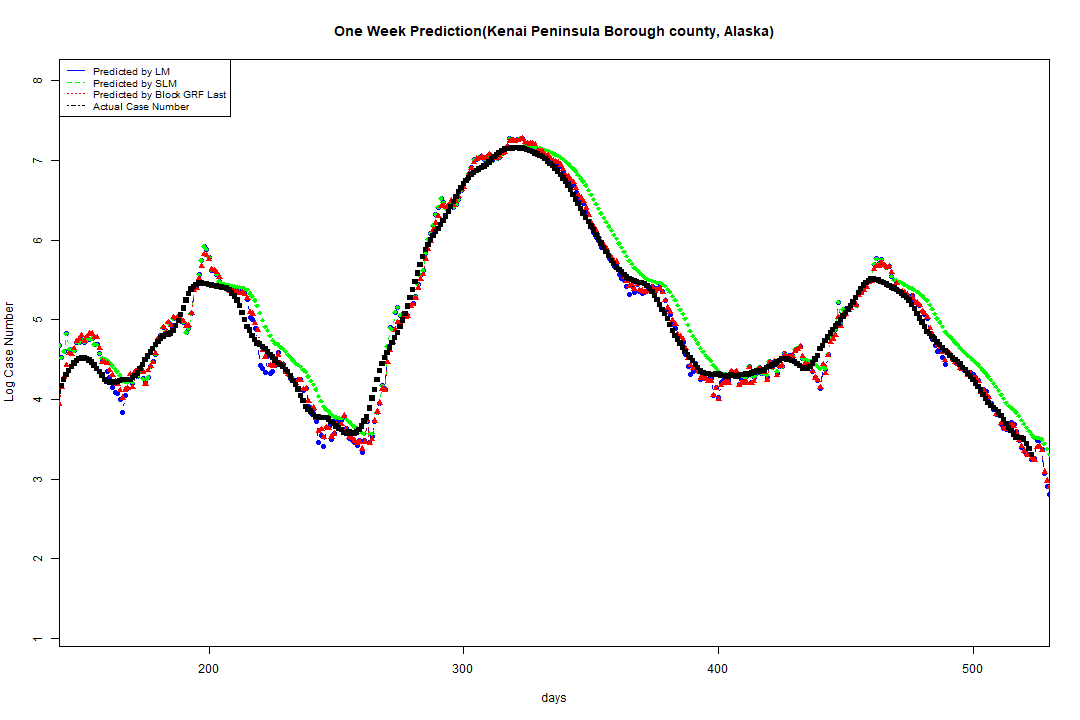 One Week Prediction(Kenai Peninsula Borough county, Alaska)
Predicted by LM
Predicted by SLM
Predicted by Block GRF Last
Actual Case Number
8
7
6
5
4
3
2
1
Log Case Number
200
300
400
500
days